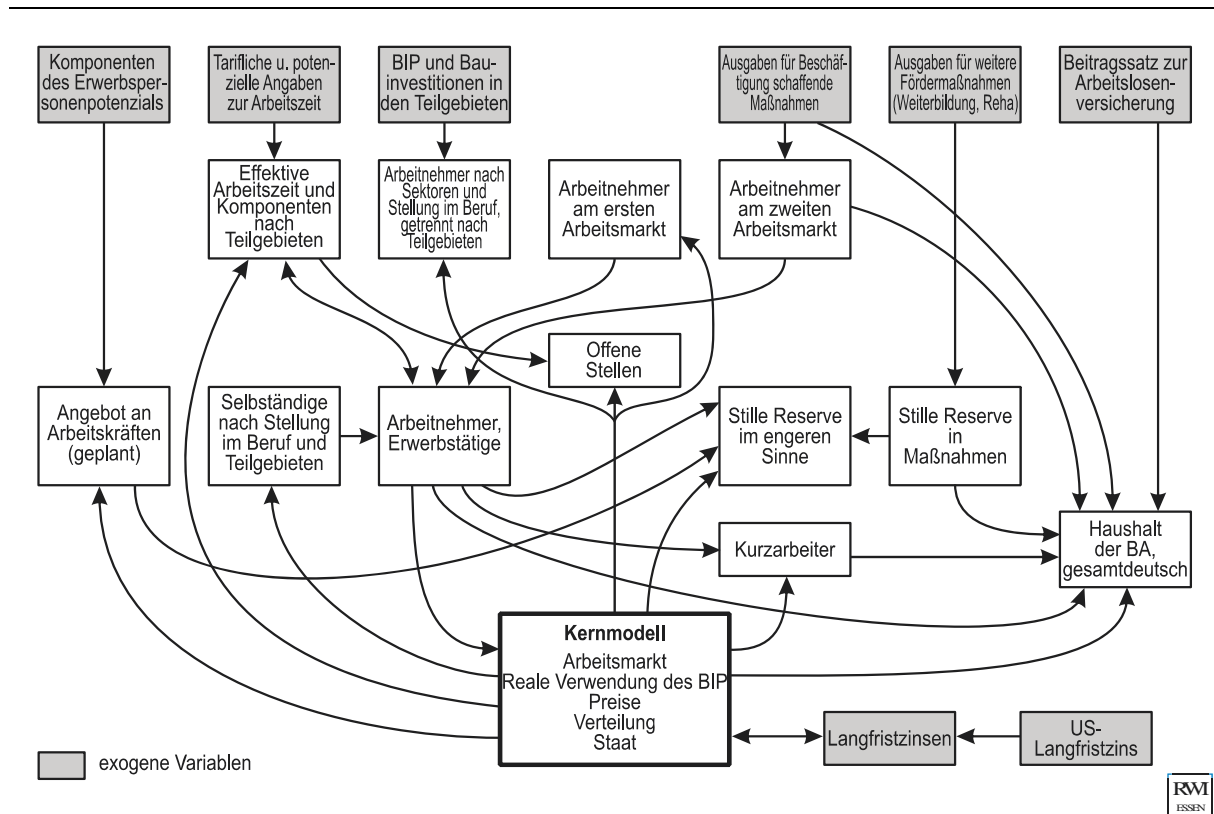 Komponenten
des Erwerbsper-
sonenpotenzials
Tarifliche u. poten-
zielle Angaben
zur Arbeitszeit
BIP und Bau-
investitionen in
den Teilgebieten
Ausgaben für Beschäf-
tigung schaffende
Maßnahmen
Ausgaben für weitere
Fördermaßnahmen
(Weiterbildung, Reha)
Beitragssatz zur
Arbeitslosen-
versicherung
Effektive
Arbeitszeit und
Komponenten
nach
Teilgebieten
Arbeitnehmer nach
Sektoren und
Stellung im Beruf,
getrennt nach
Teilgebieten
Arbeitnehmer
am ersten
Arbeitsmarkt
Arbeitnehmer
am zweiten
Arbeitsmarkt
Offene
Stellen
Angebot an
Arbeitskräften
(geplant)
Selbständige
nach Stellung
im Beruf und
Teilgebieten
Arbeitnehmer,
Erwerbstätige
Stille Reserve
im engeren
Sinne
Stille Reserve
in
Maßnahmen
Kurzarbeiter
Haushalt
der BA,
gesamtdeutsch
Kernmodell
Arbeitsmarkt
Reale Verwendung des BIP
Preise
Verteilung
Staat
Langfristzinsen
US-
Langfristzins
exogene Variablen
RWI
ESSEN